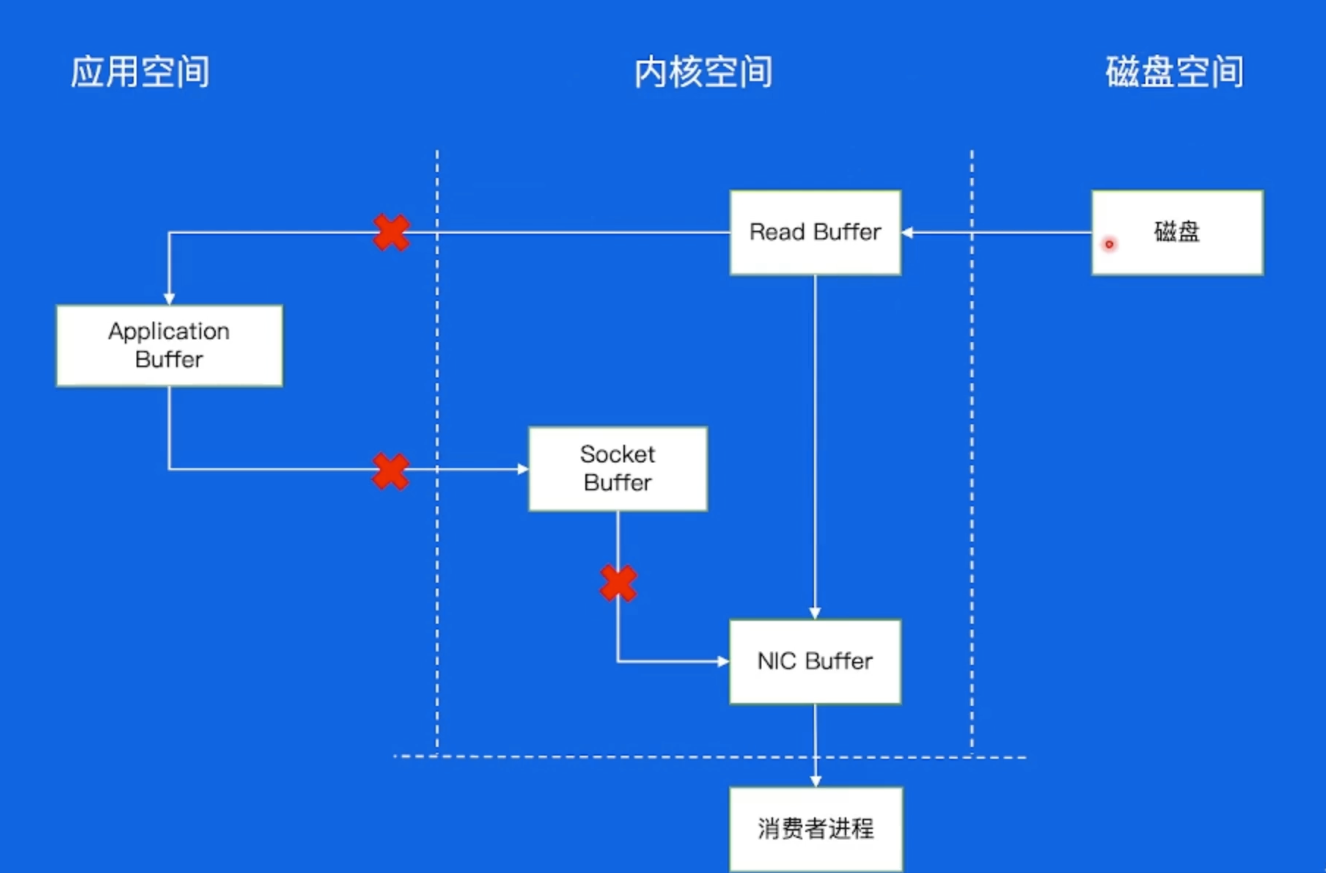 应用空间
内核空间
磁盘空间
Read Buffer
磁盘
Application
Buffer
Socket
Buffer
NIC Buffer
消费者进程